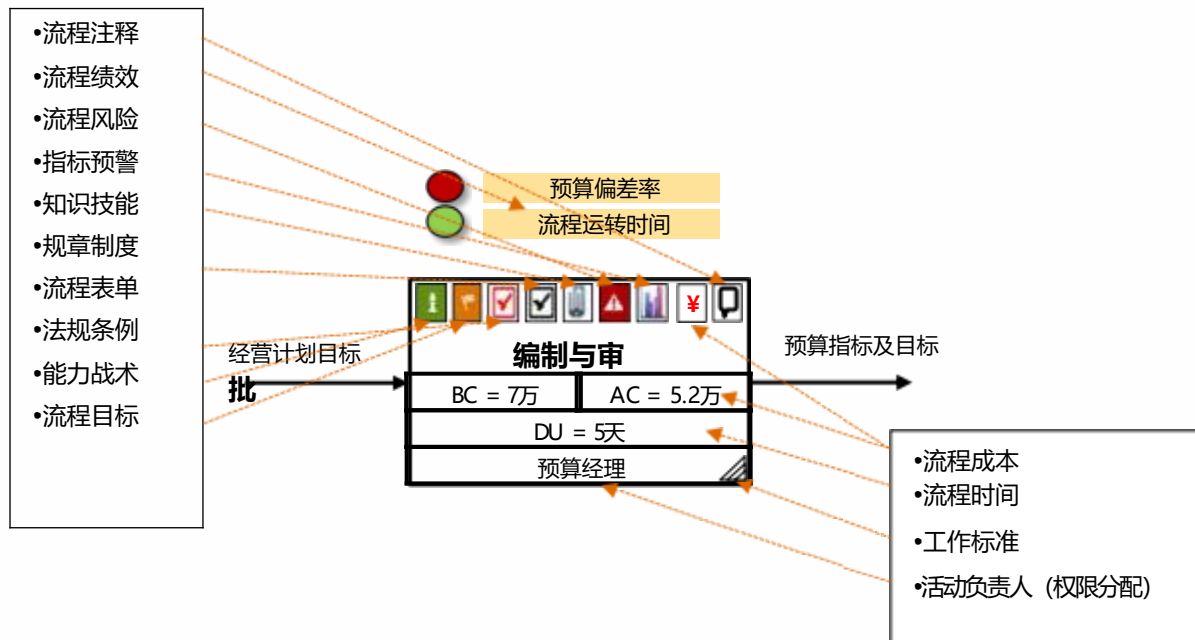 •流程注释
•流程绩效
•流程风险
•指标预警
•知识技能
•规章制度
•流程表单
•法规条例
•能力战术
•流程目标
预算偏差率
流程运转时间
¥
经营计划目标
编制与审
批
预算指标及目标
BC = 7万
AC = 5.2万
DU = 5天
预算经理
•流程成本
•流程时间
•工作标准
•活动负责人（权限分配）